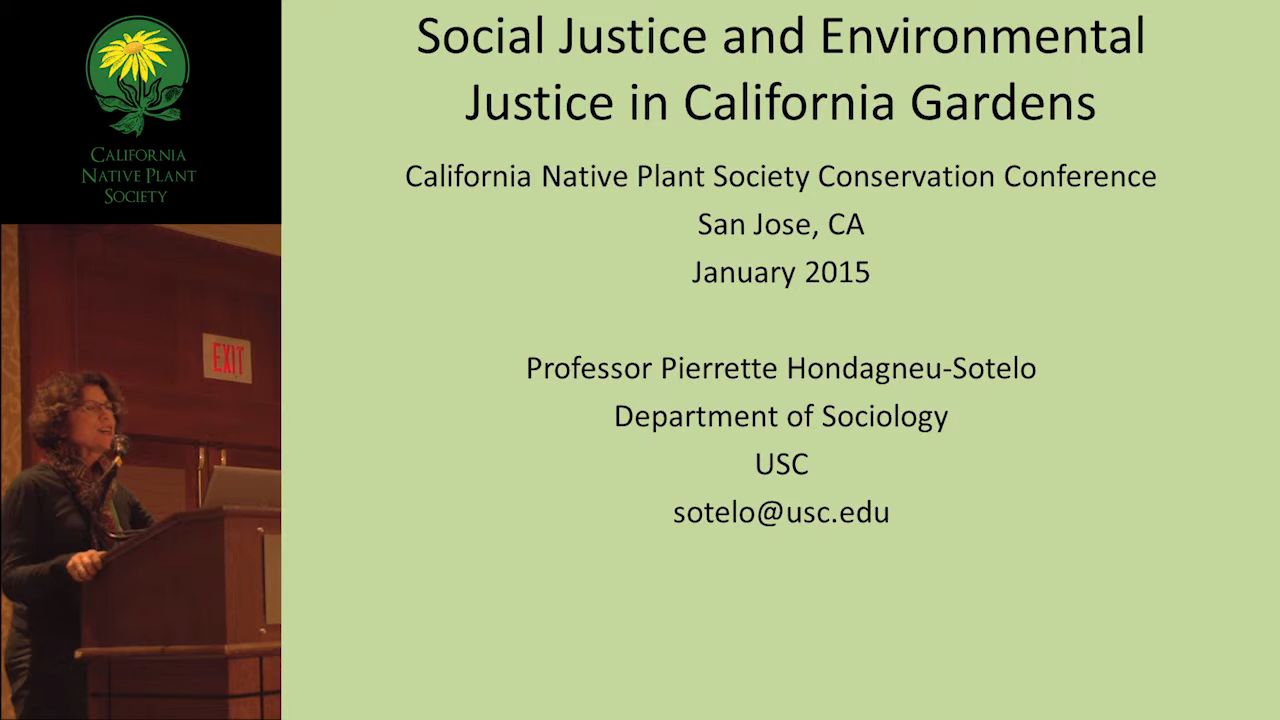 CALIFORNIA
NATIVE PLANT
SOCIETY
EXIT
Social Justice and Environmental
Justice in California Gardens
California Native Plant Society Conservation Conference
San Jose, CA
January 2015
Professor Pierrette Hondagneu-Sotelo
Department of Sociology
USC
sotelo@usc.edu